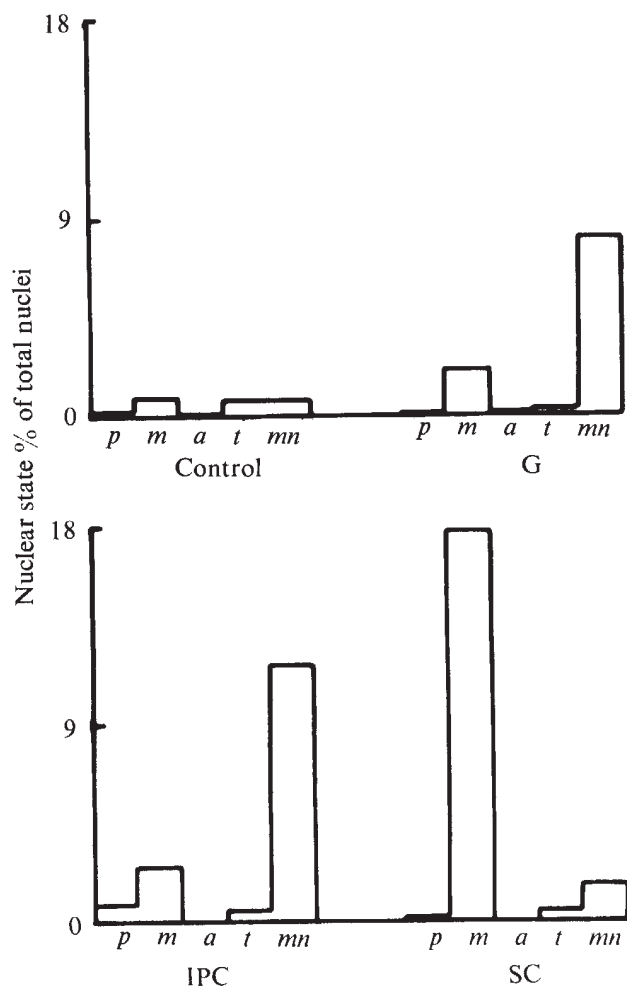 Nuclear state % of total nuclei
18
9
0
p m a t mn
Control
p m a t mn
G
18
9
0
p m a t mn
IPC
p m a t mn
SC